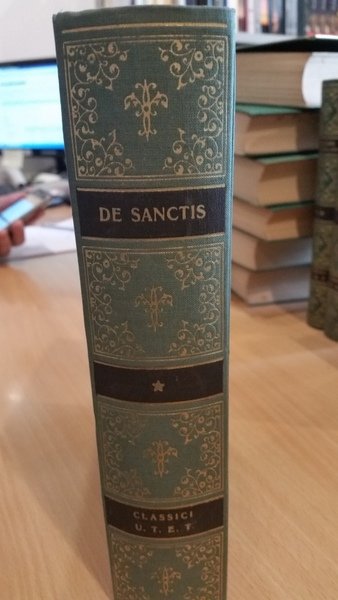 DE SANCTIS
CLASSICI
U. T. E. T